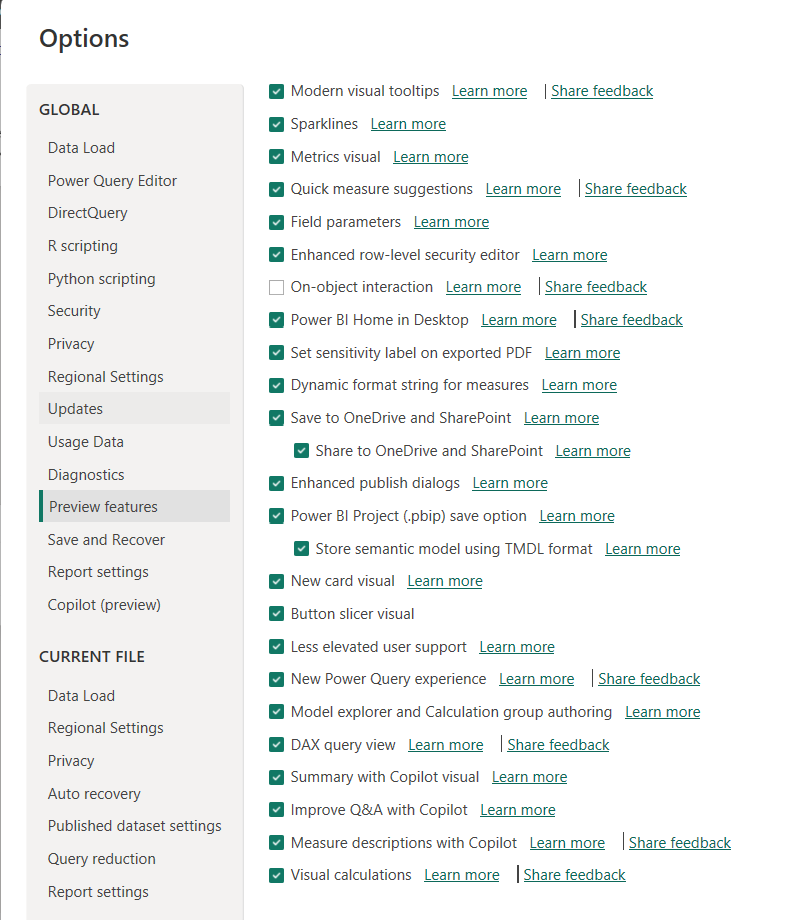 Options
GLOBAL
Data Load
Power Query Editor
DirectQuery
R scripting
Python scripting
Security
Privacy
Regional Settings
Updates
Usage Data
Diagnostics
Preview features
Save and Recover
Report settings
Copilot (preview)
CURRENT FILE
Data Load
Regional Settings
Privacy
Auto recovery
Published dataset settings
Query reduction
Report settings
Modern visual tooltips Learn more | Share feedback
Sparklines Learn more
Metrics visual Learn more
Quick measure suggestions Learn more | Share feedback
Field parameters Learn more
Enhanced row-level security editor Learn more
On-object interaction Learn more | Share feedback
Power BI Home in Desktop Learn more | Share feedback
Set sensitivity label on exported PDF Learn more
Dynamic format string for measures Learn more
Save to OneDrive and SharePoint Learn more
Share to OneDrive and SharePoint Learn more
Enhanced publish dialogs Learn more
Power BI Project (.pbip) save option Learn more
Store semantic model using TMDL format Learn more
New card visual Learn more
Button slicer visual
Less elevated user support Learn more
New Power Query experience Learn more | Share feedback
Model explorer and Calculation group authoring Learn more
DAX query view Learn more | Share feedback
Summary with Copilot visual Learn more
Improve Q&A with Copilot Learn more
Measure descriptions with Copilot Learn more | Share feedback
Visual calculations Learn more | Share feedback